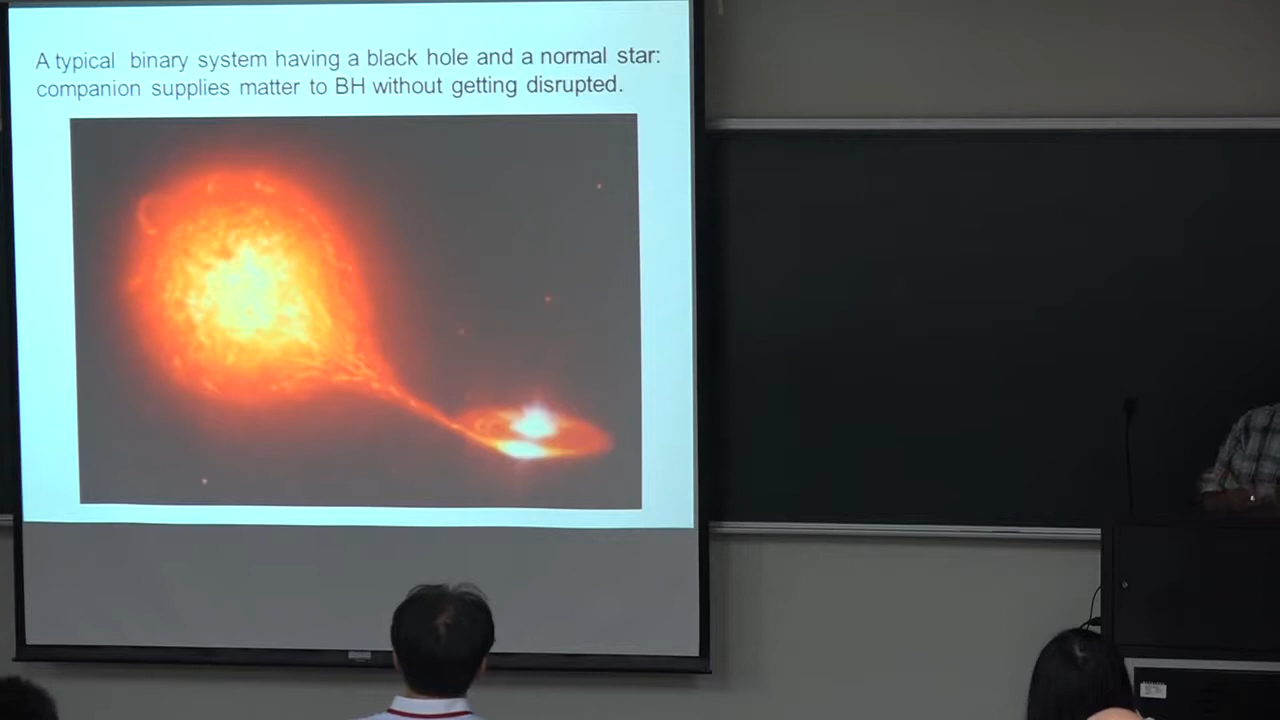 A typical binary system having a black hole and a normal star:
companion supplies matter to BH without getting disrupted.